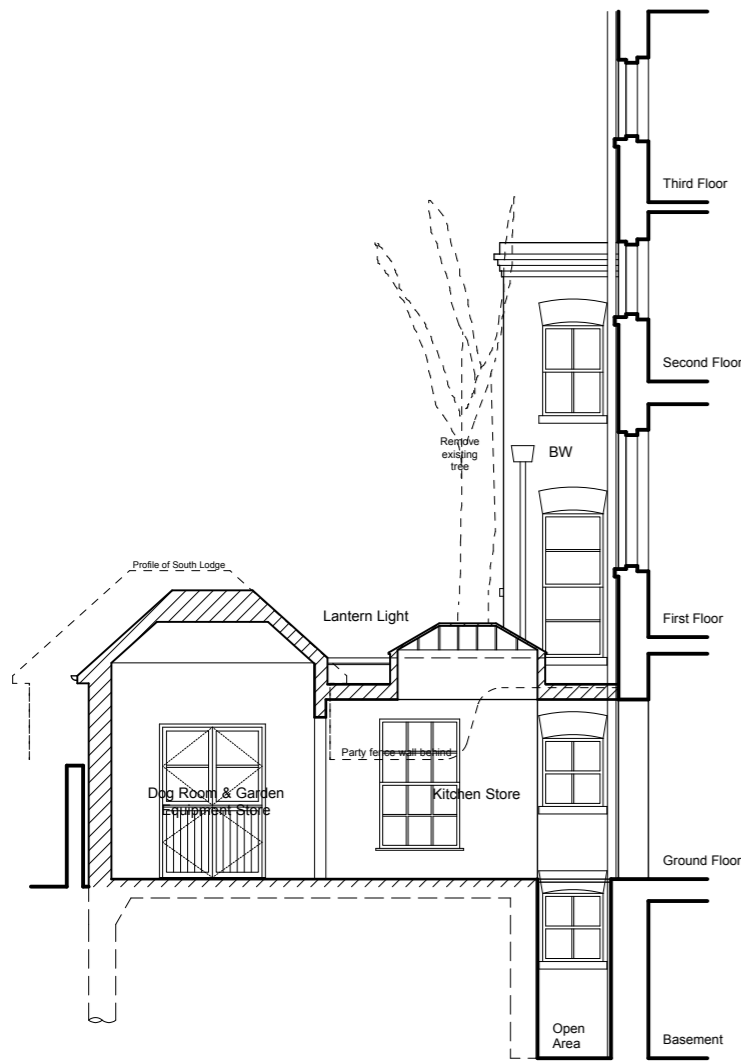 Third Floor
Second Floor
Remove
existing
tree
BW
Profile of South Lodge
Lantern Light
First Floor
Party fence wall behind
Dog Room & Garden
Equipment Store
Kitchen Store
Ground Floor
Open
Area
Basement